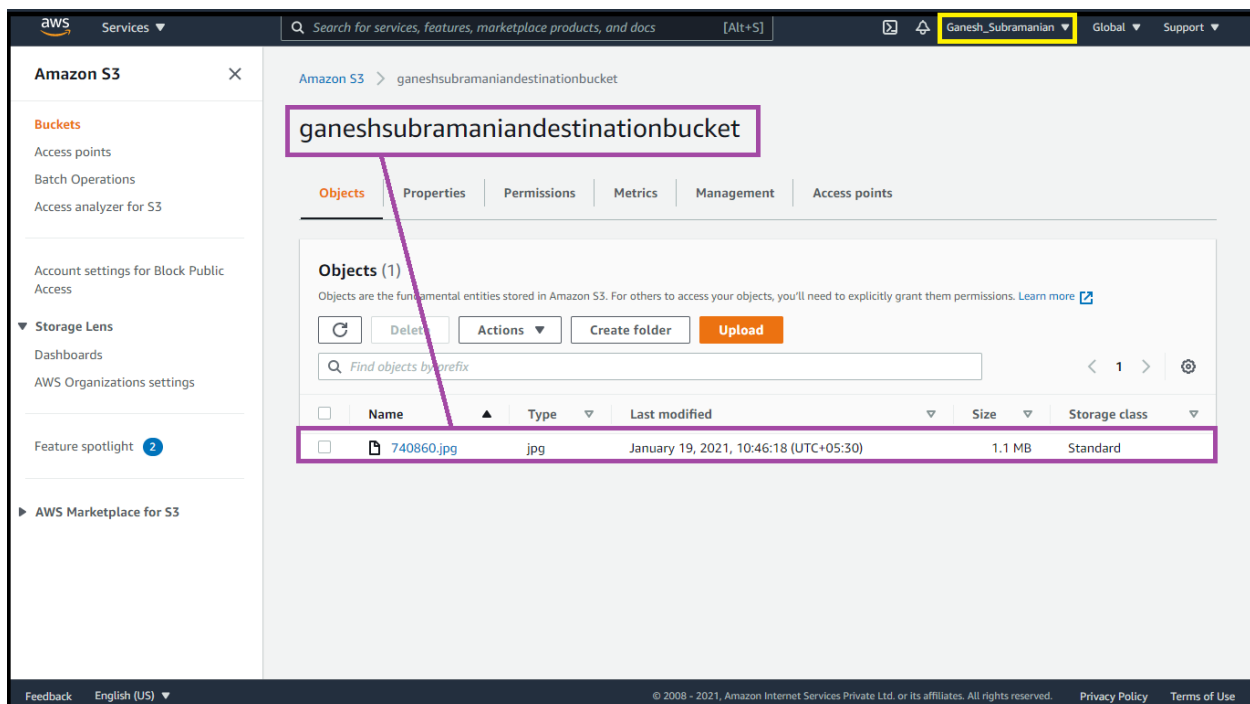 aws Services ▼ Search for services, features, marketplace products, and docs [Alt+S] Ganesh_Subramanian ▼ Global ▼ Support ▼
Amazon S3 ×
Buckets
Access points
Batch Operations
Access analyzer for S3
Account settings for Block Public
Access
▼ Storage Lens
Dashboards
AWS Organizations settings
Feature spotlight 2
▶ AWS Marketplace for S3
Amazon S3 > ganeshsubramaniandestinationbucket
ganeshsubramaniandestinationbucket
Objects Properties Permissions Metrics Management Access points
Objects (1)
Objects are the fundamental entities stored in Amazon S3. For others to access your objects, you'll need to explicitly grant them permissions. Learn more
Delete Actions ▼ Create folder Upload
Find objects by prefix < 1 >
Name ▲ Type ▽ Last modified ▽ Size ▽ Storage class ▽
740860.jpg jpg January 19, 2021, 10:46:18 (UTC+05:30) 1.1 MB Standard
Feedback English (US) ▼ © 2008 - 2021, Amazon Internet Services Private Ltd. or its affiliates. All rights reserved. Privacy Policy Terms of Use